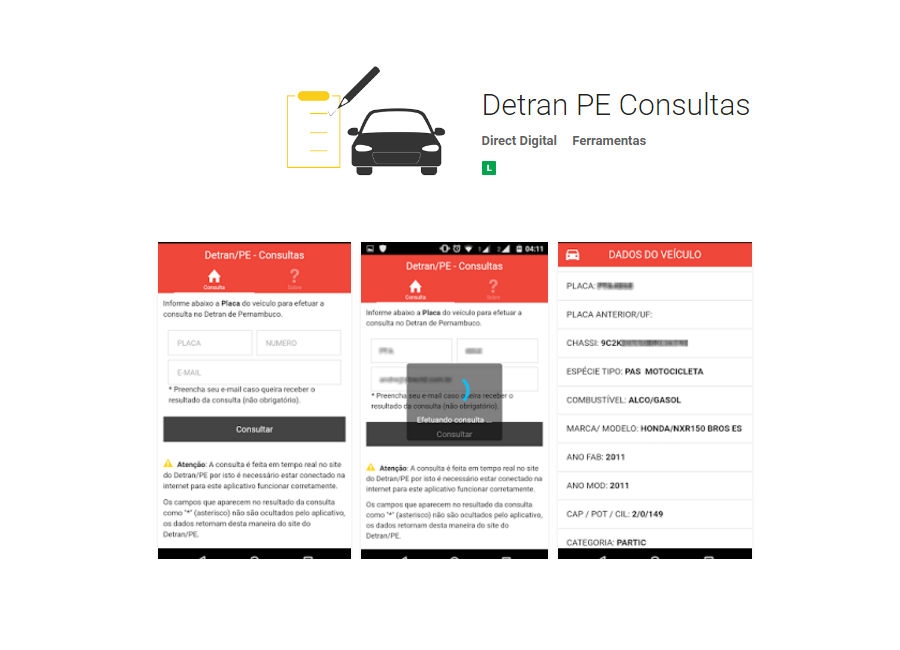 Detran PE Consultas
Direct Digital Ferramentas
L
Detran/PE - Consultas
Consulta Sobre
Informe abaixo a Placa do veículo para efetuar a
consulta no Detran de Pernambuco.
PLACA NUMERO
E-MAIL
* Preencha seu e-mail caso queira receber o
resultado da consulta (não obrigatório).
Consultar
Atenção: A consulta é feita em tempo real no site
do Detran/PE por isto é necessário estar conectado na
internet para este aplicativo funcionar corretamente.
Os campos que aparecem no resultado da consulta
como "*" (asterisco) não são ocultados pelo aplicativo,
os dados retornam desta maneira do site do
Detran/PE.
1 2 04:11
Detran/PE - Consultas
Consulta Sobre
Informe abaixo a Placa do veículo para efetuar a
consulta no Detran de Pernambuco.
* Preencha seu e-mail caso queira receber o
resultado da consulta (não obrigatório).
Efetuando consulta ...
Consultar
Atenção: A consulta é feita em tempo real no site
do Detran/PE por isto é necessário estar conectado na
internet para este aplicativo funcionar corretamente.
Os campos que aparecem no resultado da consulta
como "*" (asterisco) não são ocultados pelo aplicativo,
os dados retornam desta maneira do site do
Detran/PE.
DADOS DO VEÍCULO
PLACA:
PLACA ANTERIOR/UF:
CHASSI: 9C2K
ESPÉCIE TIPO: PAS MOTOCICLETA
COMBUSTÍVEL: ALCO/GASOL
MARCA/ MODELO: HONDA/NXR150 BROS ES
ANO FAB: 2011
ANO MOD: 2011
CAP / POT / CIL: 2/0/149
CATEGORIA: PARTIC